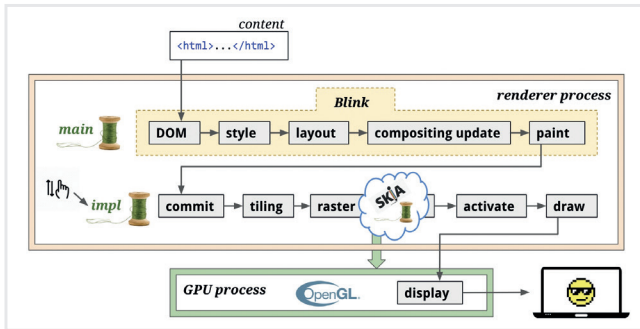 content
<html>...</html>
renderer process
Blink
main
DOM
style
layout
compositing update
paint
impl
commit
tiling
raster
SKIA
activate
draw
GPU process
OpenGL
display